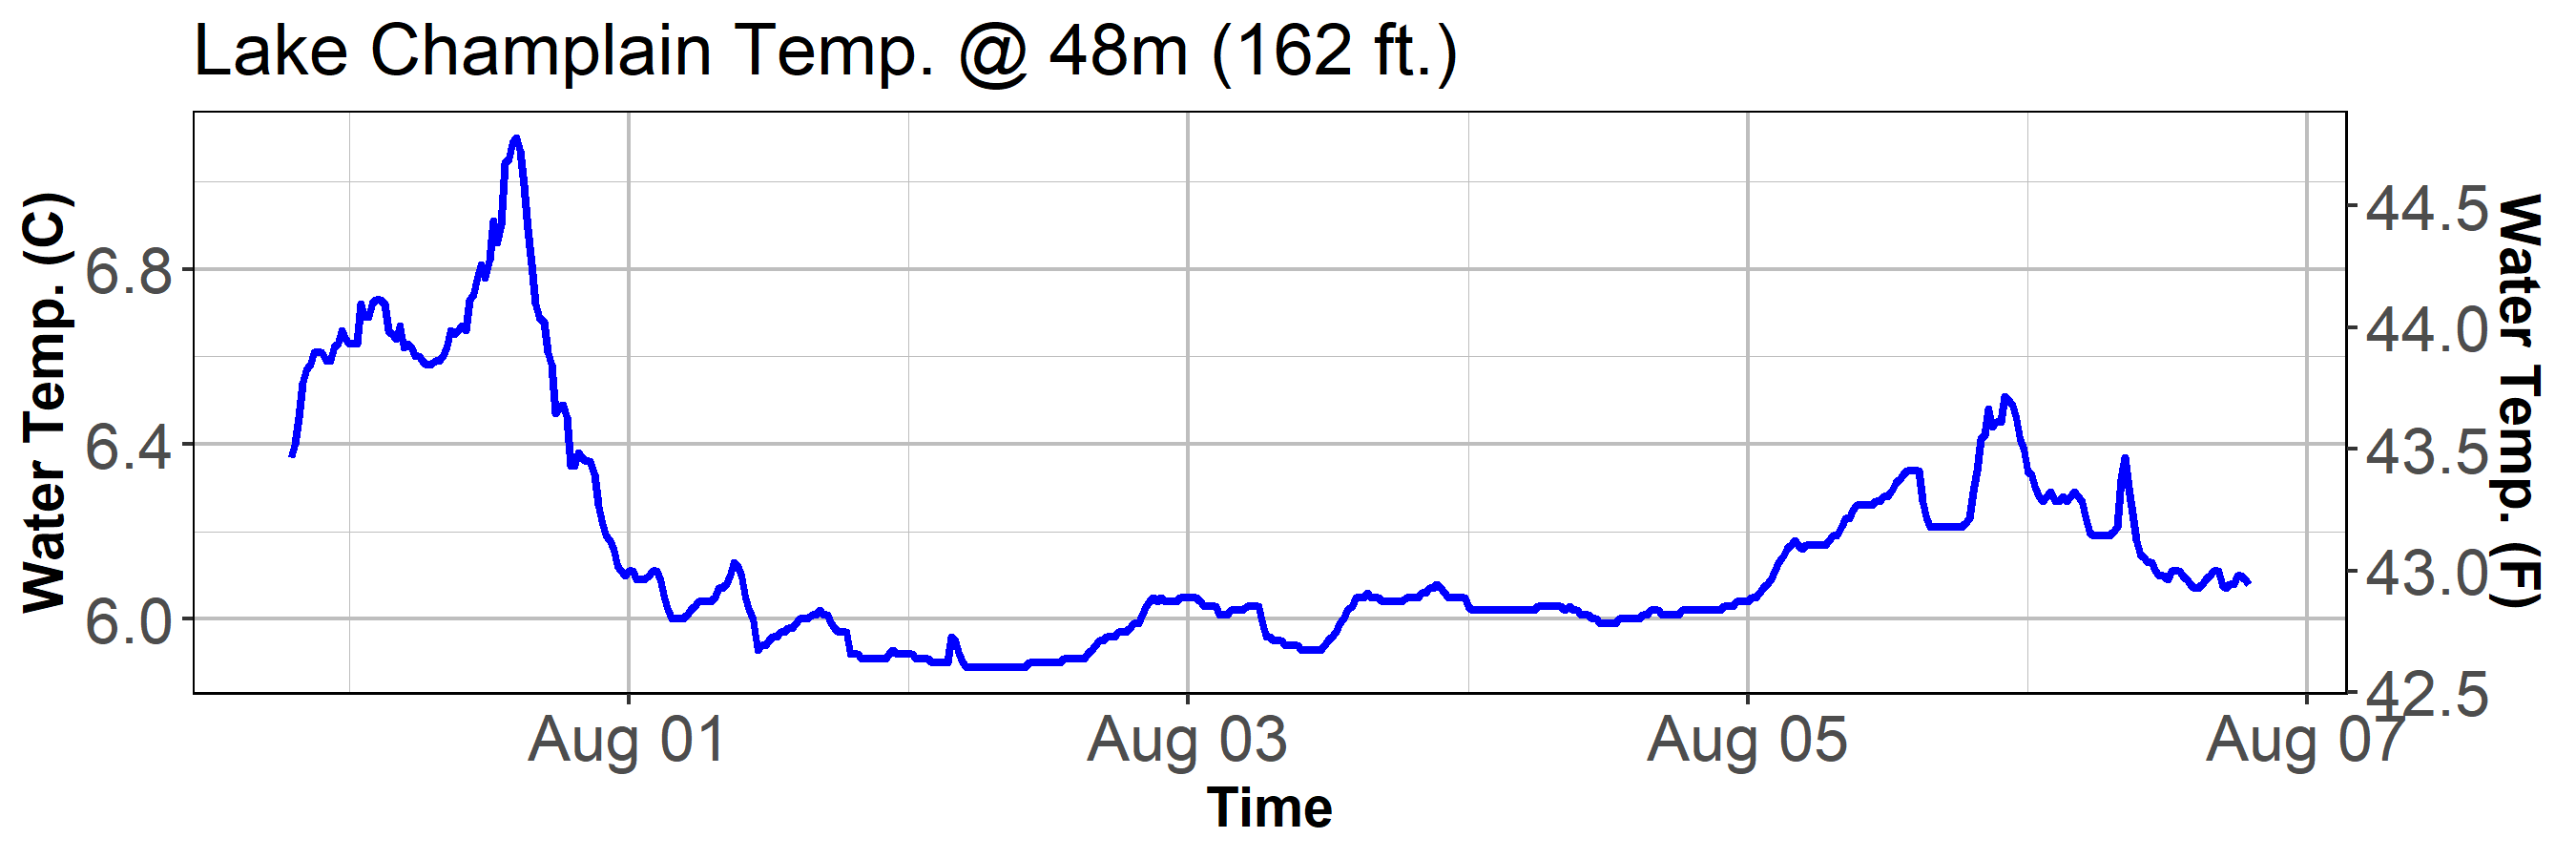 Lake Champlain Temp. @ 48m (162 ft.)
Water Temp. (C)
6.8
6.4
6.0
44.5
44.0
43.5
43.0
42.5
Water Temp. (F)
Aug 01
Aug 03
Aug 05
Aug 07
Time